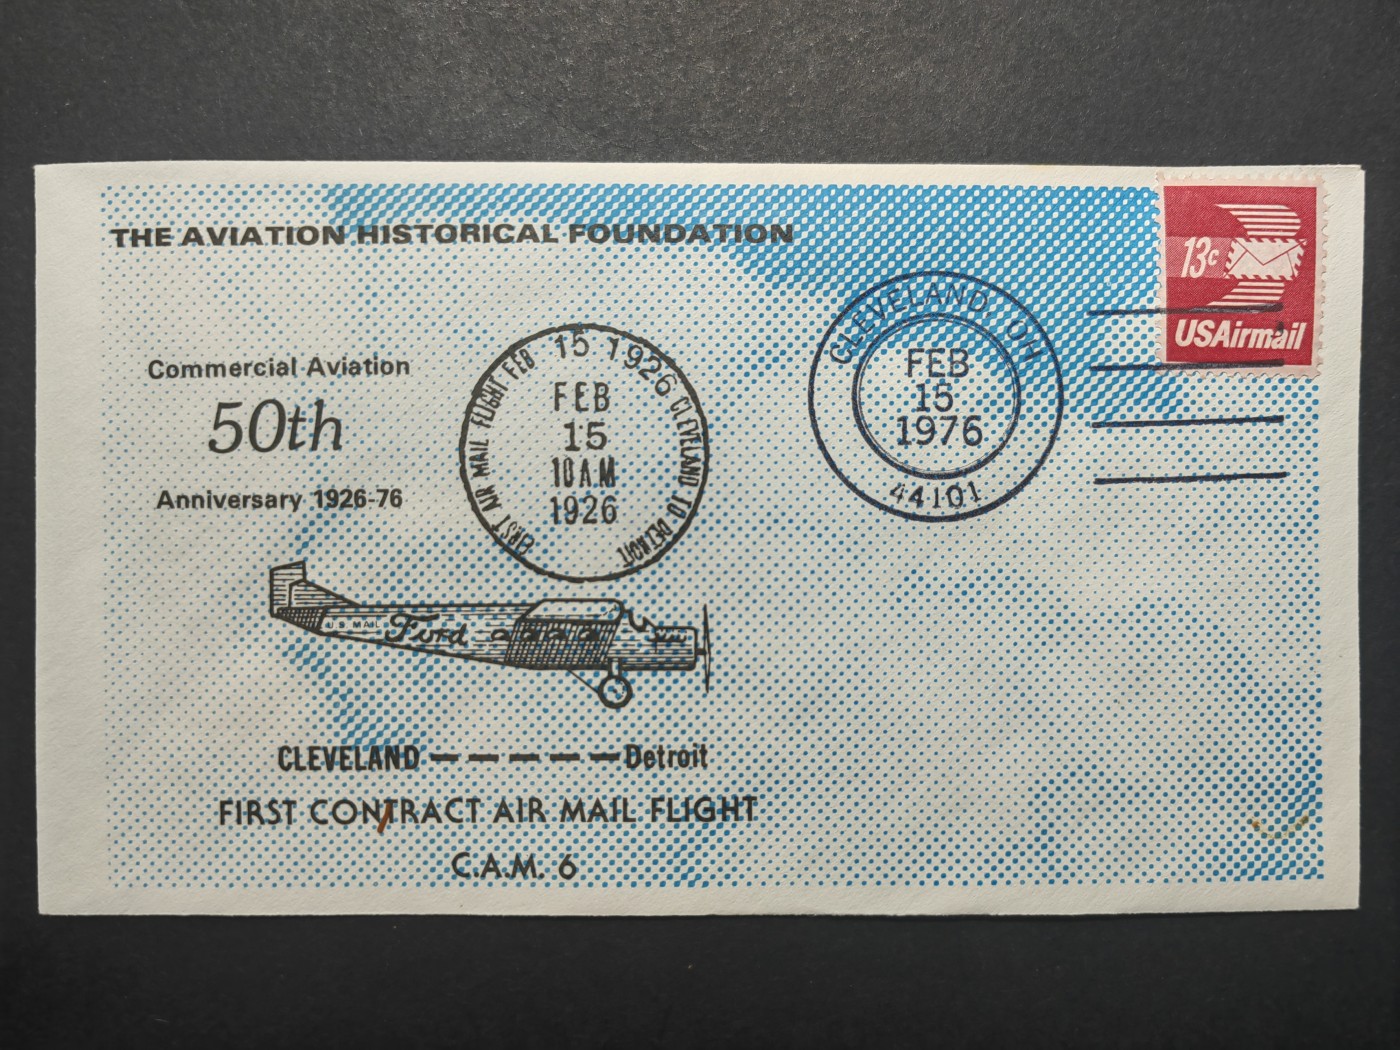 THE AVIATION HISTORICAL FOUNDATION
13c
USAirmail
CLEVELAND, OH
FEB
15
1976
44101
Commercial Aviation
50th
Anniversary 1926-76
FIRST AIR MAIL FLIGHT FEB 15 1926 CLEVELAND TO DETROIT
FEB
15
10 AM
1926
U S MAIL
Ford
CLEVELAND — — — — — Detroit
FIRST CONTRACT AIR MAIL FLIGHT
C.A.M. 6